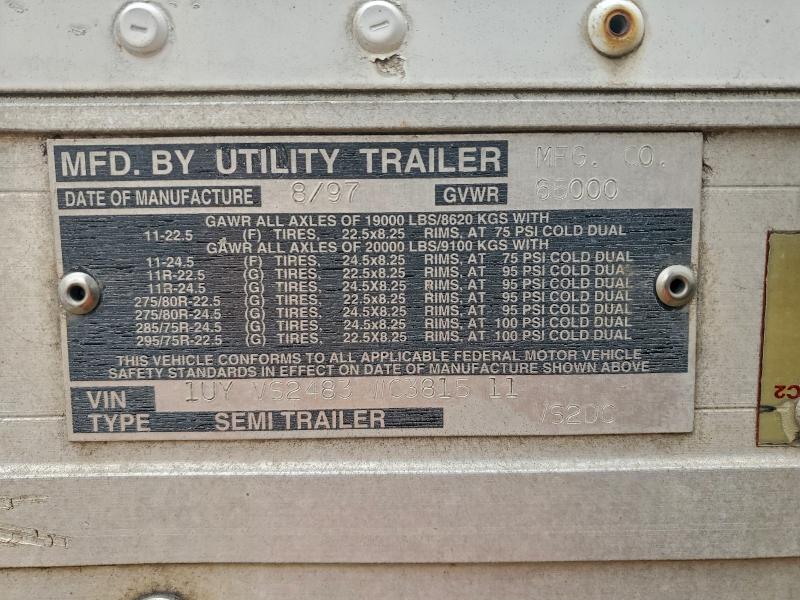 MFD. BY UTILITY TRAILER MFG. CO.
DATE OF MANUFACTURE 8/97 GVWR 65000
GAWR ALL AXLES OF 19000 LBS/8620 KGS WITH
11-22.5 (F) TIRES, 22.5x8.25 RIMS, AT 75 PSI COLD DUAL
GAWR ALL AXLES OF 20000 LBS/9100 KGS WITH
11-24.5 (F) TIRES, 24.5x8.25 RIMS, AT 75 PSI COLD DUAL
11R-22.5 (G) TIRES, 22.5x8.25 RIMS, AT 95 PSI COLD DUAL
11R-24.5 (G) TIRES, 24.5x8.25 RIMS, AT 95 PSI COLD DUAL
275/80R-22.5 (G) TIRES, 22.5x8.25 RIMS, AT 95 PSI COLD DUAL
275/80R-24.5 (G) TIRES, 24.5X8.25 RIMS, AT 95 PSI COLD DUAL
285/75R-24.5 (G) TIRES, 24.5X8.25 RIMS, AT 100 PSI COLD DUAL
295/75R-22.5 (G) TIRES, 22.5X8.25 RIMS, AT 100 PSI COLD DUAL
THIS VEHICLE CONFORMS TO ALL APPLICABLE FEDERAL MOTOR VEHICLE
SAFETY STANDARDS IN EFFECT ON DATE OF MANUFACTURE SHOWN ABOVE
VIN 1UY VS2483 WC3815 11
TYPE SEMI TRAILER VS2DC